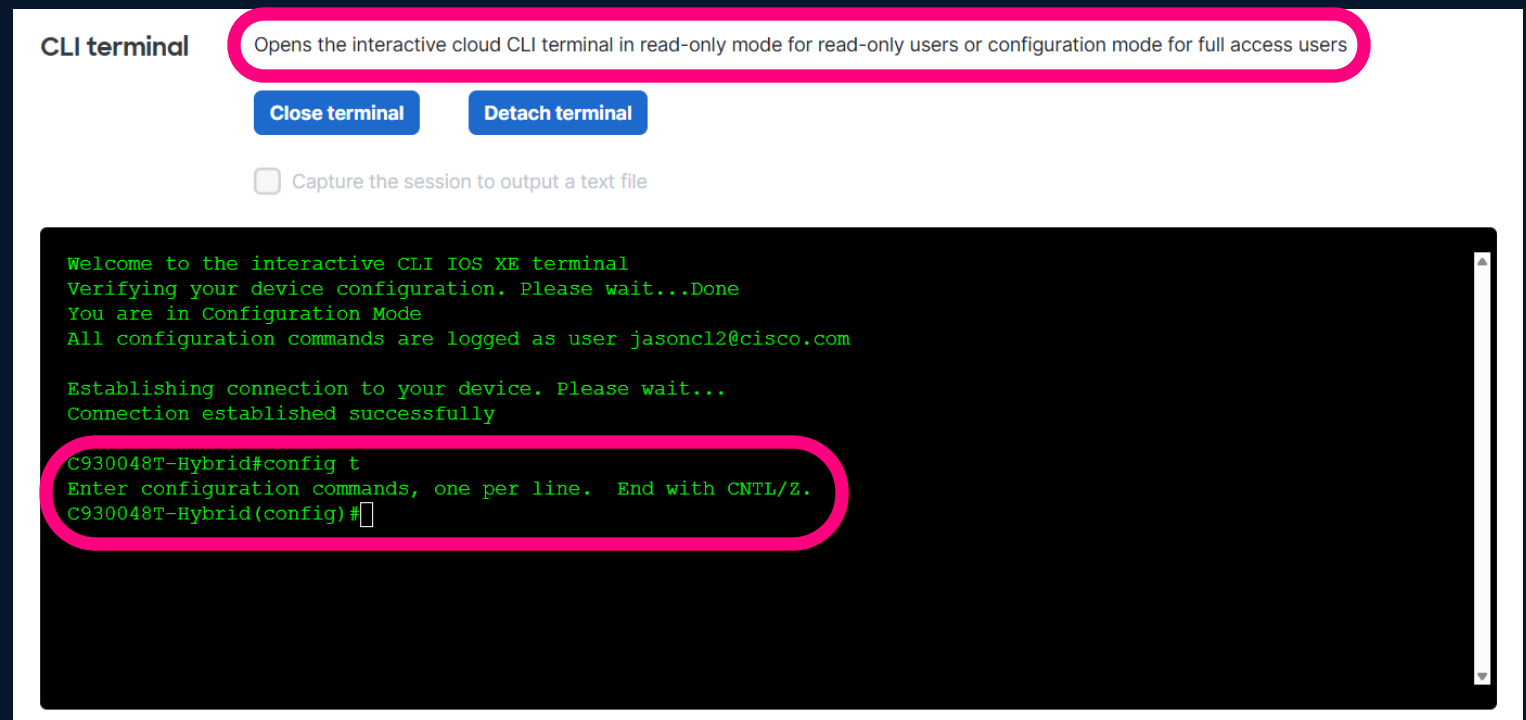 CLI terminal
Opens the interactive cloud CLI terminal in read-only mode for read-only users or configuration mode for full access users
Close terminal
Detach terminal
Capture the session to output a text file
Welcome to the interactive CLI IOS XE terminal
Verifying your device configuration. Please wait...Done
You are in Configuration Mode
All configuration commands are logged as user jasoncl2@cisco.com
Establishing connection to your device. Please wait...
Connection established successfully
C930048T-Hybrid#config t
Enter configuration commands, one per line.  End with CNTL/Z.
C930048T-Hybrid(config)#